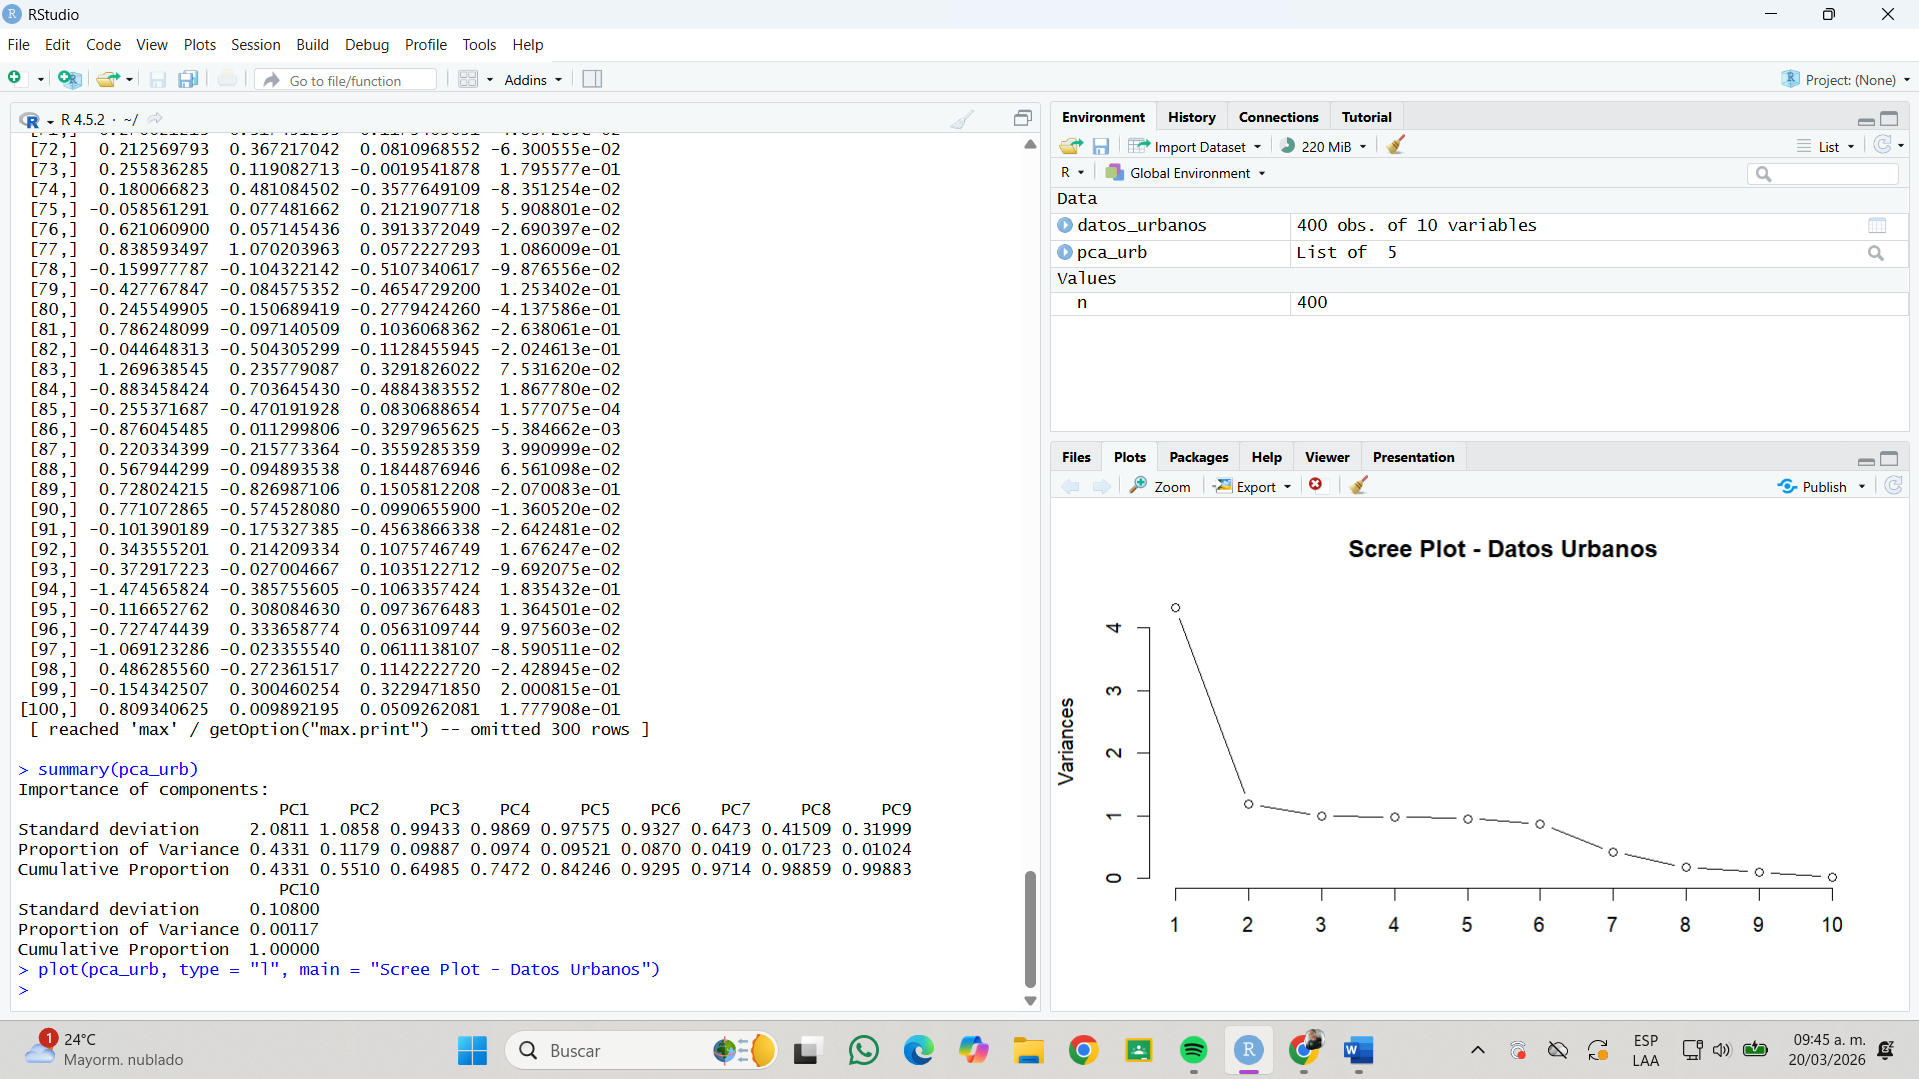 RStudio
File Edit Code View Plots Session Build Debug Profile Tools Help
Go to file/function Addins Project: (None)
R 4.5.2 · ~/
[72,] 0.212569793 0.367217042 0.0810968552 -6.300555e-02
[73,] 0.255836285 0.119082713 -0.0019541878 1.795577e-01
[74,] 0.180066823 0.481084502 -0.3577649109 -8.351254e-02
[75,] -0.058561291 0.077481662 0.2121907718 5.908801e-02
[76,] 0.621060900 0.057145436 0.3913372049 -2.690397e-02
[77,] 0.838593497 1.070203963 0.0572227293 1.086009e-01
[78,] -0.159977787 -0.104322142 -0.5107340617 -9.876556e-02
[79,] -0.427767847 -0.084575352 -0.4654729200 1.253402e-01
[80,] 0.245549905 -0.150689419 -0.2779424260 -4.137586e-01
[81,] 0.786248099 -0.097140509 0.1036068362 -2.638061e-01
[82,] -0.044648313 -0.504305299 -0.1128455945 -2.024613e-01
[83,] 1.269638545 0.235779087 0.3291826022 7.531620e-02
[84,] -0.883458424 0.703645430 -0.4884383552 1.867780e-02
[85,] -0.255371687 -0.470191928 0.0830688654 1.577075e-04
[86,] -0.876045485 0.011299806 -0.3297965625 -5.384662e-03
[87,] 0.220334399 -0.215773364 -0.3559285359 3.990999e-02
[88,] 0.567944299 -0.094893538 0.1844876946 6.561098e-02
[89,] 0.728024215 -0.826987106 0.1505812208 -2.070083e-01
[90,] 0.771072865 -0.574528080 -0.0990655900 -1.360520e-02
[91,] -0.101390189 -0.175327385 -0.4563866338 -2.642481e-02
[92,] 0.343555201 0.214209334 0.1075746749 1.676247e-02
[93,] -0.372917223 -0.027004667 0.1035122712 -9.692075e-02
[94,] -1.474565824 -0.385755605 -0.1063357424 1.835432e-01
[95,] -0.116652762 0.308084630 0.0973676483 1.364501e-02
[96,] -0.727474439 0.333658774 0.0563109744 9.975603e-02
[97,] -1.069123286 -0.023355540 0.0611138107 -8.590511e-02
[98,] 0.486285560 -0.272361517 0.1142222720 -2.428945e-02
[99,] -0.154342507 0.300460254 0.3229471850 2.000815e-01
[100,] 0.809340625 0.009892195 0.0509262081 1.777908e-01
[ reached 'max' / getOption("max.print") -- omitted 300 rows ]
> summary(pca_urb)
Importance of components:
PC1 PC2 PC3 PC4 PC5 PC6 PC7 PC8 PC9
Standard deviation 2.0811 1.0858 0.99433 0.9869 0.97575 0.9327 0.6473 0.41509 0.31999
Proportion of Variance 0.4331 0.1179 0.09887 0.0974 0.09521 0.0870 0.0419 0.01723 0.01024
Cumulative Proportion 0.4331 0.5510 0.64985 0.7472 0.84246 0.9295 0.9714 0.98859 0.99883
PC10
Standard deviation 0.10800
Proportion of Variance 0.00117
Cumulative Proportion 1.00000
> plot(pca_urb, type = "l", main = "Scree Plot - Datos Urbanos")
>
Environment History Connections Tutorial
Import Dataset 220 MiB List
R Global Environment
Data
datos_urbanos 400 obs. of 10 variables
pca_urb List of 5
Values
n 400
Files Plots Packages Help Viewer Presentation
Zoom Export Publish
Scree Plot - Datos Urbanos
Variances
4
3
2
1
0
1 2 3 4 5 6 7 8 9 10
1 24°C
Mayorm. nublado
Buscar
ESP
LAA
09:45 a. m.
20/03/2026